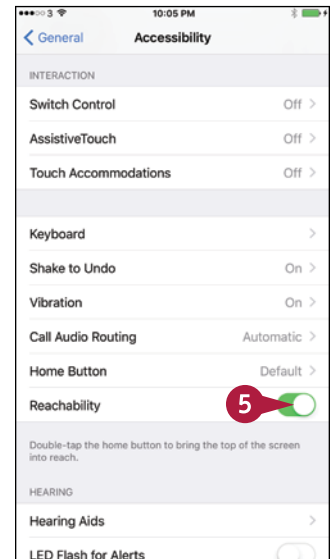 3 10:05 PM
General Accessibility
INTERACTION
Switch Control Off
AssistiveTouch Off
Touch Accommodations Off
Keyboard
Shake to Undo On
Vibration On
Call Audio Routing Automatic
Home Button Default
Reachability 5
Double-tap the home button to bring the top of the screen
into reach.
HEARING
Hearing Aids
LED Flash for Alerts